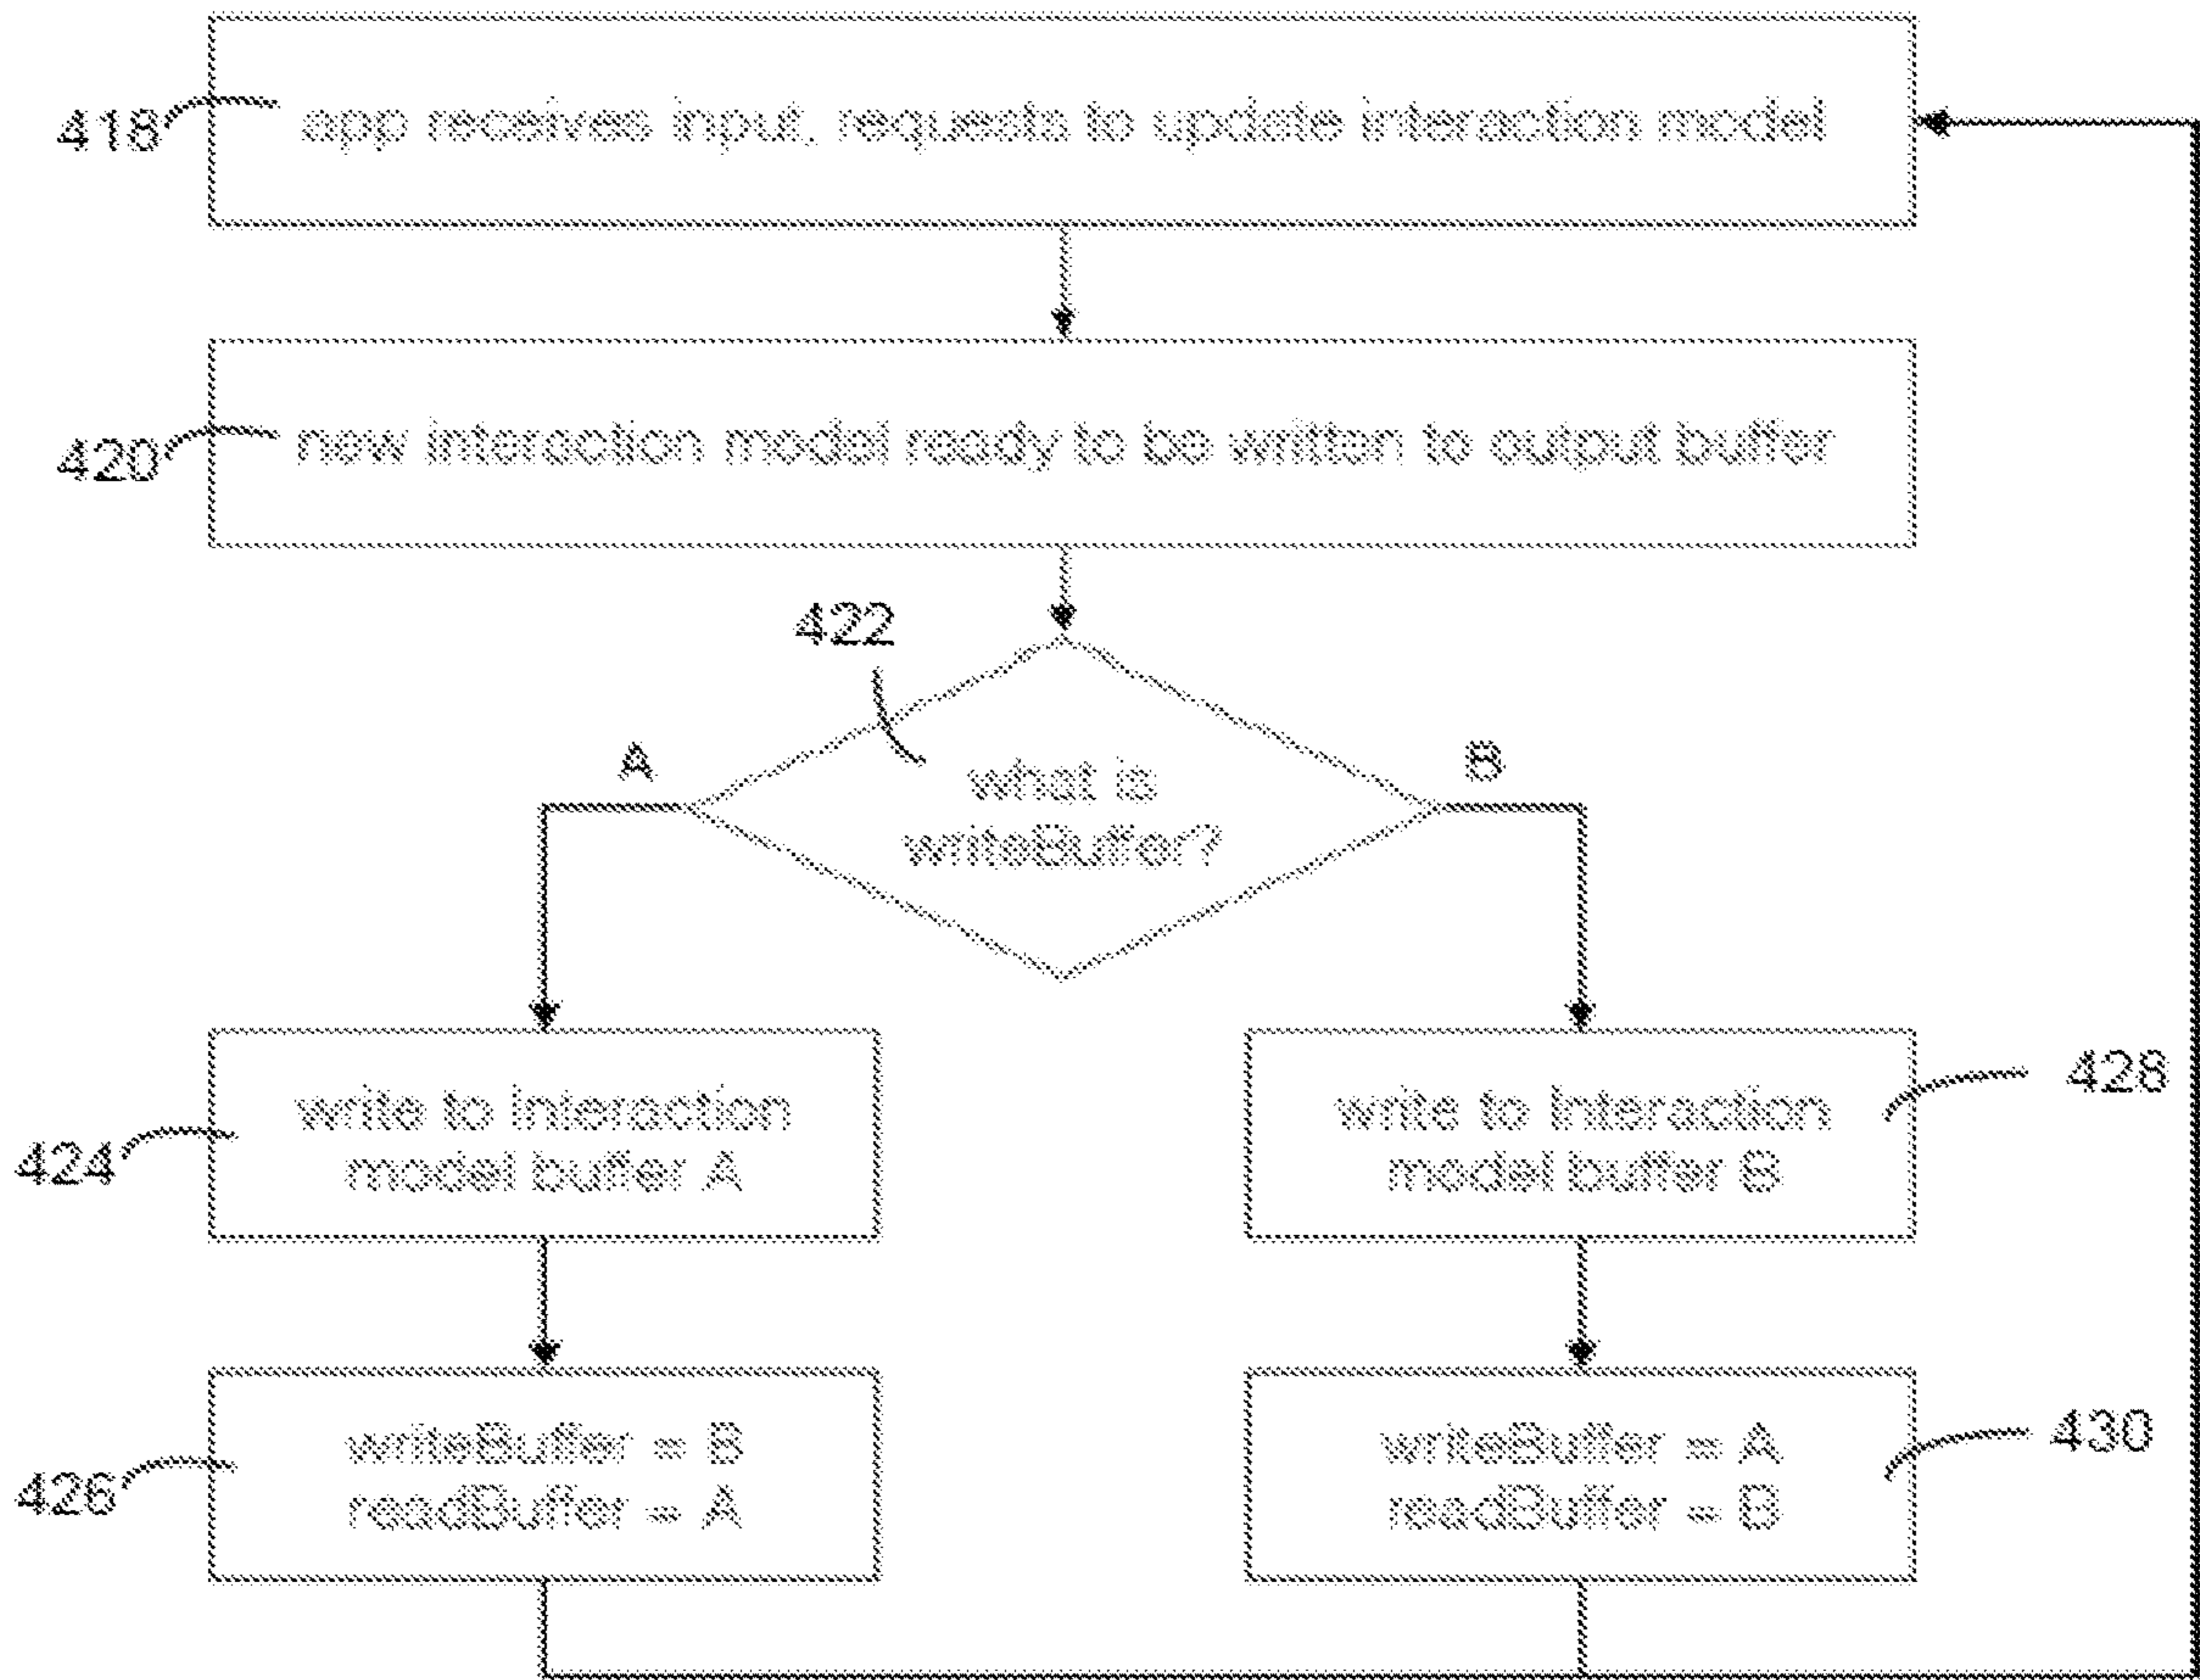 418
app receives input, requests to update interaction model
420
new interaction model ready to be written to output buffer
422
A
B
what is
writeBuffer?
424
write to Interaction
model buffer A
428
write to Interaction
model buffer B
426
writeBuffer = B
readBuffer = A
430
writeBuffer = A
readBuffer = B